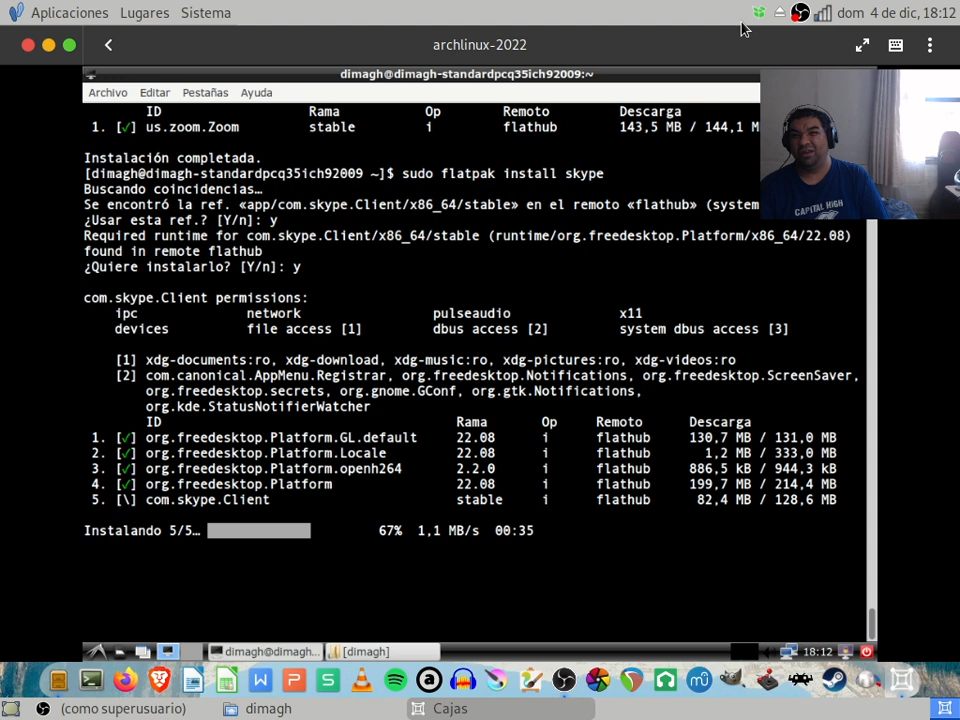 Aplicaciones Lugares Sistema dom 4 de dic, 18:12
archlinux-2022
dimagh@dimagh-standardpcq35ich92009:~
Archivo Editar Pestañas Ayuda
ID Rama Op Remoto Descarga
1. [✓] us.zoom.Zoom stable i flathub 143,5 MB / 144,1 M
Instalación completada.
[dimagh@dimagh-standardpcq35ich92009 ~]$ sudo flatpak install skype
Buscando coincidencias…
Se encontró la ref. «app/com.skype.Client/x86_64/stable» en el remoto «flathub» (system
¿Usar esta ref.? [Y/n]: y
Required runtime for com.skype.Client/x86_64/stable (runtime/org.freedesktop.Platform/x86_64/22.08)
found in remote flathub
¿Quiere instalarlo? [Y/n]: y
com.skype.Client permissions:
ipc network pulseaudio x11
devices file access [1] dbus access [2] system dbus access [3]
[1] xdg-documents:ro, xdg-download, xdg-music:ro, xdg-pictures:ro, xdg-videos:ro
[2] com.canonical.AppMenu.Registrar, org.freedesktop.Notifications, org.freedesktop.ScreenSaver,
org.freedesktop.secrets, org.gnome.GConf, org.gtk.Notifications,
org.kde.StatusNotifierWatcher
ID Rama Op Remoto Descarga
1. [✓] org.freedesktop.Platform.GL.default 22.08 i flathub 130,7 MB / 131,0 MB
2. [✓] org.freedesktop.Platform.Locale 22.08 i flathub 1,2 MB / 333,0 MB
3. [✓] org.freedesktop.Platform.openh264 2.2.0 i flathub 886,5 kB / 944,3 kB
4. [✓] org.freedesktop.Platform 22.08 i flathub 199,7 MB / 214,4 MB
5. [\] com.skype.Client stable i flathub 82,4 MB / 128,6 MB
Instalando 5/5… 67% 1,1 MB/s 00:35
CAPITAL HIGH
dimagh@dimagh... [dimagh] 18:12
(como superusuario) dimagh Cajas